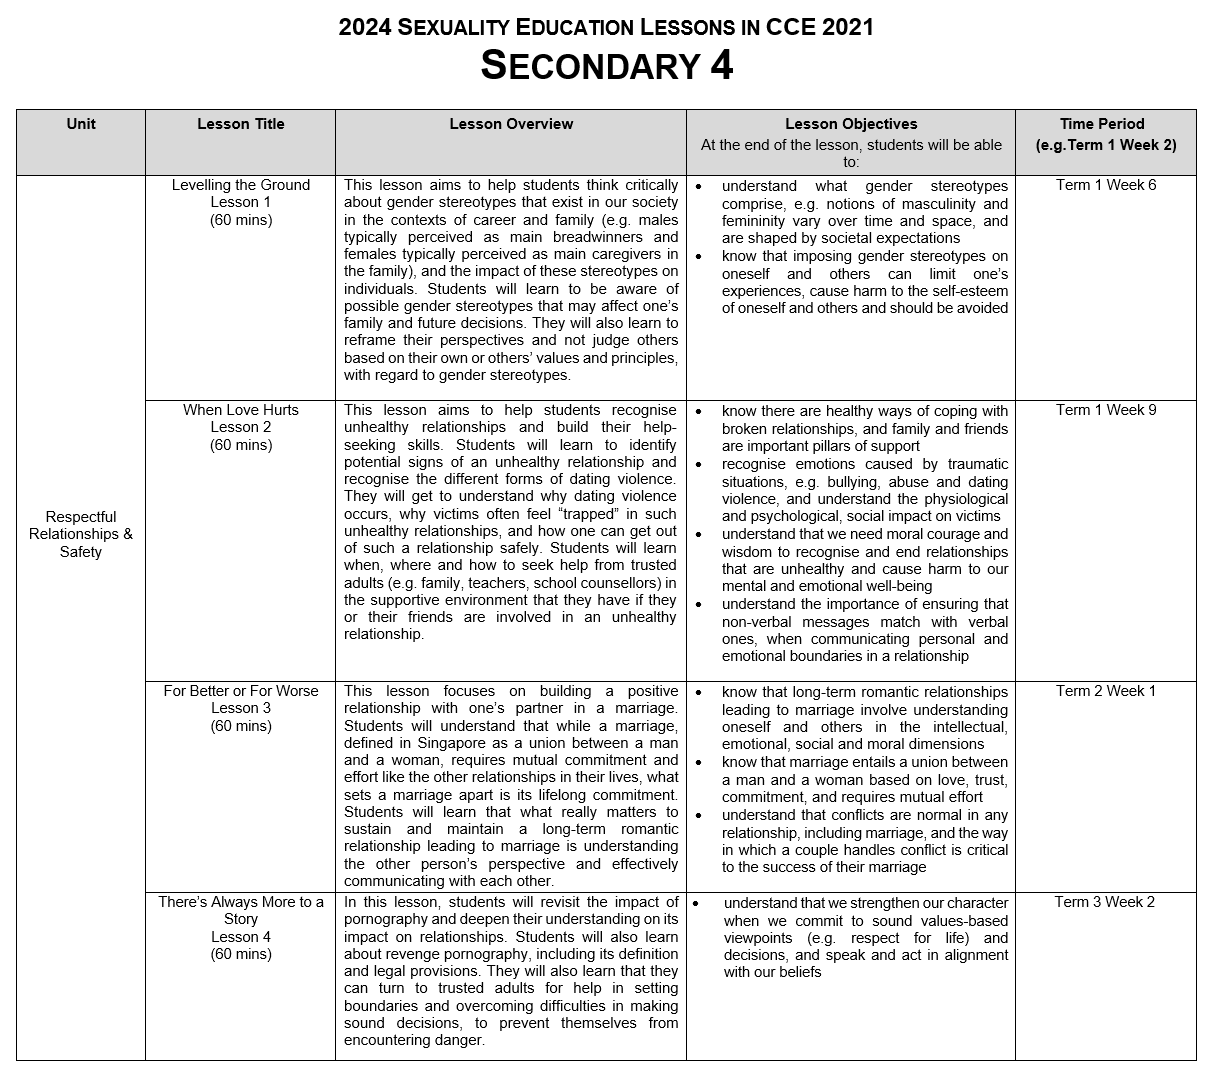 2024 SEXUALITY EDUCATION LESSONS IN CCE 2021
SECONDARY 4
Unit
Lesson Title
Lesson Overview
Lesson Objectives
At the end of the lesson, students will be able
to:
Time Period
(e.g.Term 1 Week 2)
Respectful
Relationships &
Safety
Levelling the Ground
Lesson 1
(60 mins)
This lesson aims to help students think critically
about gender stereotypes that exist in our society
in the contexts of career and family (e.g. males
typically perceived as main breadwinners and
females typically perceived as main caregivers in
the family), and the impact of these stereotypes on
individuals. Students will learn to be aware of
possible gender stereotypes that may affect one’s
family and future decisions. They will also learn to
reframe their perspectives and not judge others
based on their own or others’ values and principles,
with regard to gender stereotypes.
• understand what gender stereotypes
comprise, e.g. notions of masculinity and
femininity vary over time and space, and
are shaped by societal expectations
• know that imposing gender stereotypes on
oneself and others can limit one’s
experiences, cause harm to the self-esteem
of oneself and others and should be avoided
Term 1 Week 6
When Love Hurts
Lesson 2
(60 mins)
This lesson aims to help students recognise
unhealthy relationships and build their help-
seeking skills. Students will learn to identify
potential signs of an unhealthy relationship and
recognise the different forms of dating violence.
They will get to understand why dating violence
occurs, why victims often feel “trapped” in such
unhealthy relationships, and how one can get out
of such a relationship safely. Students will learn
when, where and how to seek help from trusted
adults (e.g. family, teachers, school counsellors) in
the supportive environment that they have if they
or their friends are involved in an unhealthy
relationship.
• know there are healthy ways of coping with
broken relationships, and family and friends
are important pillars of support
• recognise emotions caused by traumatic
situations, e.g. bullying, abuse and dating
violence, and understand the physiological
and psychological, social impact on victims
• understand that we need moral courage and
wisdom to recognise and end relationships
that are unhealthy and cause harm to our
mental and emotional well-being
• understand the importance of ensuring that
non-verbal messages match with verbal
ones, when communicating personal and
emotional boundaries in a relationship
Term 1 Week 9
For Better or For Worse
Lesson 3
(60 mins)
This lesson focuses on building a positive
relationship with one’s partner in a marriage.
Students will understand that while a marriage,
defined in Singapore as a union between a man
and a woman, requires mutual commitment and
effort like the other relationships in their lives, what
sets a marriage apart is its lifelong commitment.
Students will learn that what really matters to
sustain and maintain a long-term romantic
relationship leading to marriage is understanding
the other person’s perspective and effectively
communicating with each other.
• know that long-term romantic relationships
leading to marriage involve understanding
oneself and others in the intellectual,
emotional, social and moral dimensions
• know that marriage entails a union between
a man and a woman based on love, trust,
commitment, and requires mutual effort
• understand that conflicts are normal in any
relationship, including marriage, and the way
in which a couple handles conflict is critical
to the success of their marriage
Term 2 Week 1
There’s Always More to a
Story
Lesson 4
(60 mins)
In this lesson, students will revisit the impact of
pornography and deepen their understanding on its
impact on relationships. Students will also learn
about revenge pornography, including its definition
and legal provisions. They will also learn that they
can turn to trusted adults for help in setting
boundaries and overcoming difficulties in making
sound decisions, to prevent themselves from
encountering danger.
• understand that we strengthen our character
when we commit to sound values-based
viewpoints (e.g. respect for life) and
decisions, and speak and act in alignment
with our beliefs
Term 3 Week 2